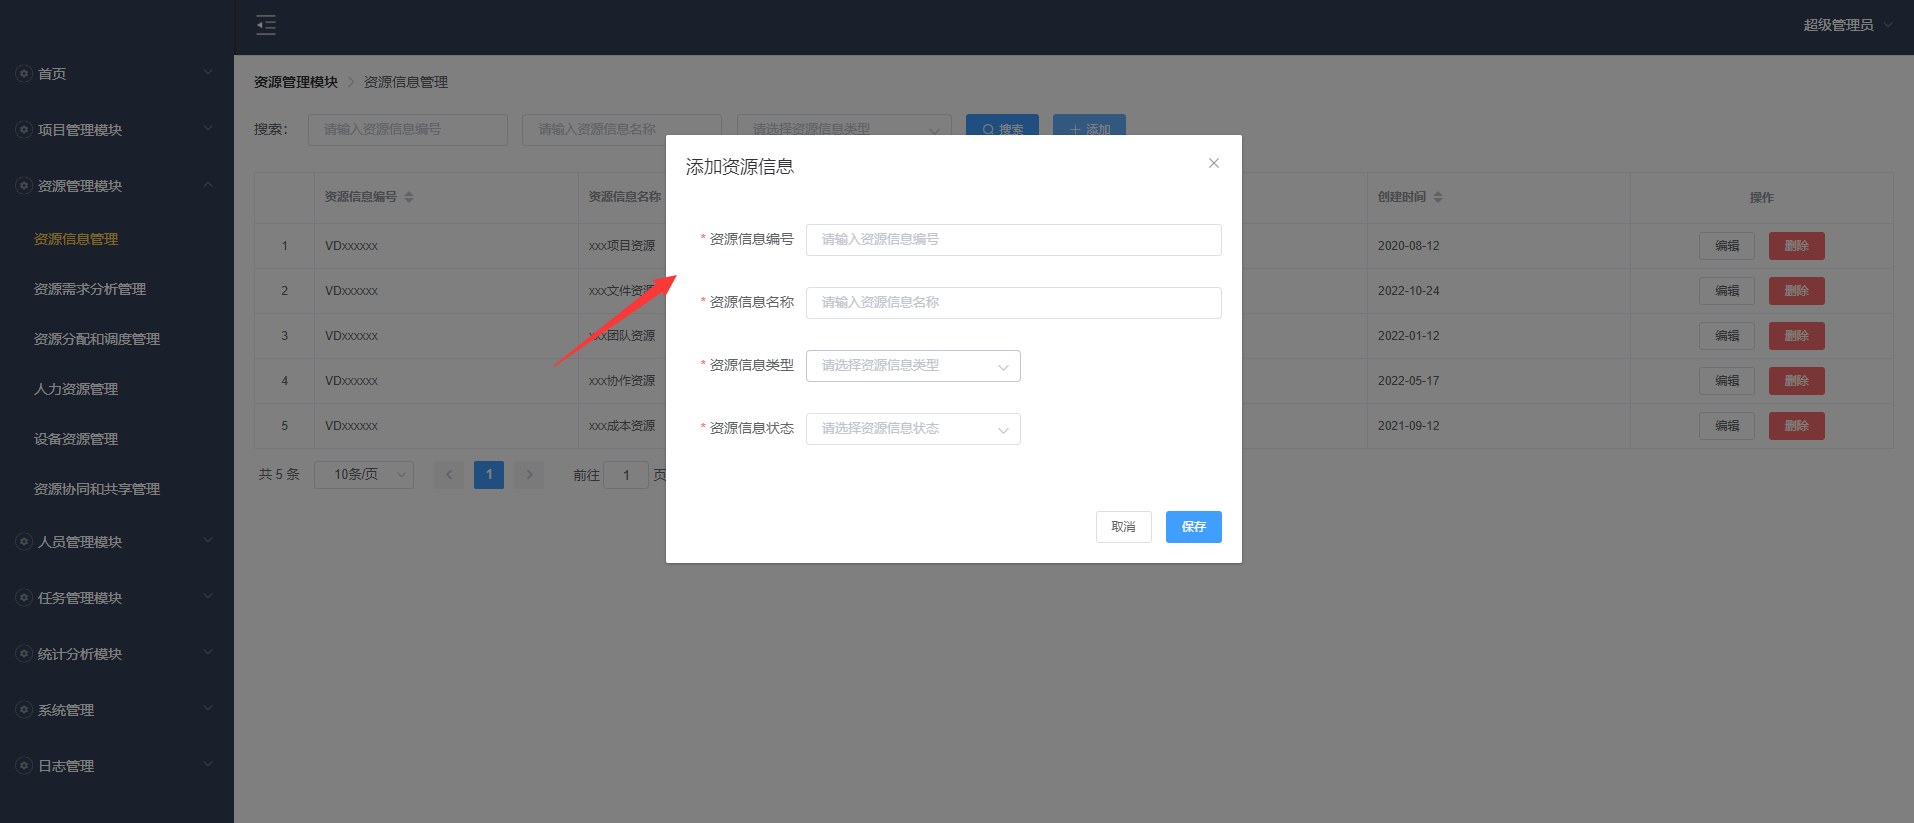 超级管理员
首页
项目管理模块
资源管理模块
资源信息管理
资源需求分析管理
资源分配和调度管理
人力资源管理
设备资源管理
资源协同和共享管理
人员管理模块
任务管理模块
统计分析模块
系统管理
日志管理
资源管理模块 资源信息管理
搜索： 请输入资源信息编号 请输入资源信息名称 请选择资源信息类型 搜索 添加
资源信息编号 资源信息名称 创建时间 操作
1 VDxxxxxx xxx项目资源 2020-08-12 编辑 删除
2 VDxxxxxx xxx文件资源 2022-10-24 编辑 删除
3 VDxxxxxx xxx团队资源 2022-01-12 编辑 删除
4 VDxxxxxx xxx协作资源 2022-05-17 编辑 删除
5 VDxxxxxx xxx成本资源 2021-09-12 编辑 删除
共 5 条 10条/页 1 前往 1 页
添加资源信息
* 资源信息编号 请输入资源信息编号
* 资源信息名称 请输入资源信息名称
* 资源信息类型 请选择资源信息类型
* 资源信息状态 请选择资源信息状态
取消 保存